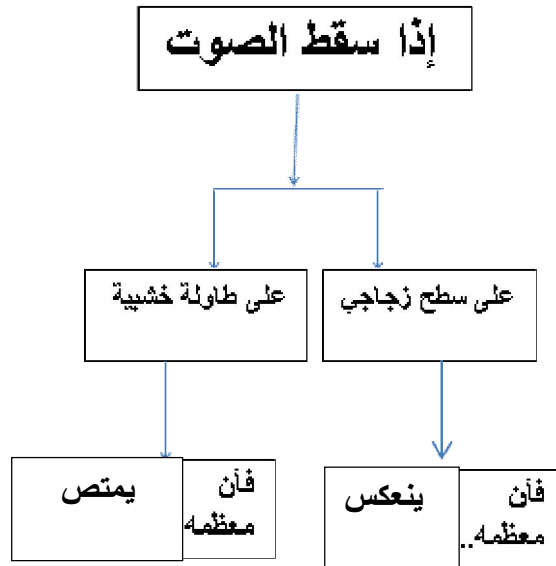 إذا سقط الصوت
على سطح زجاجي
على طاولة خشبية
فأن
معظمه..
ينعكس
فأن
معظمه
يمتص